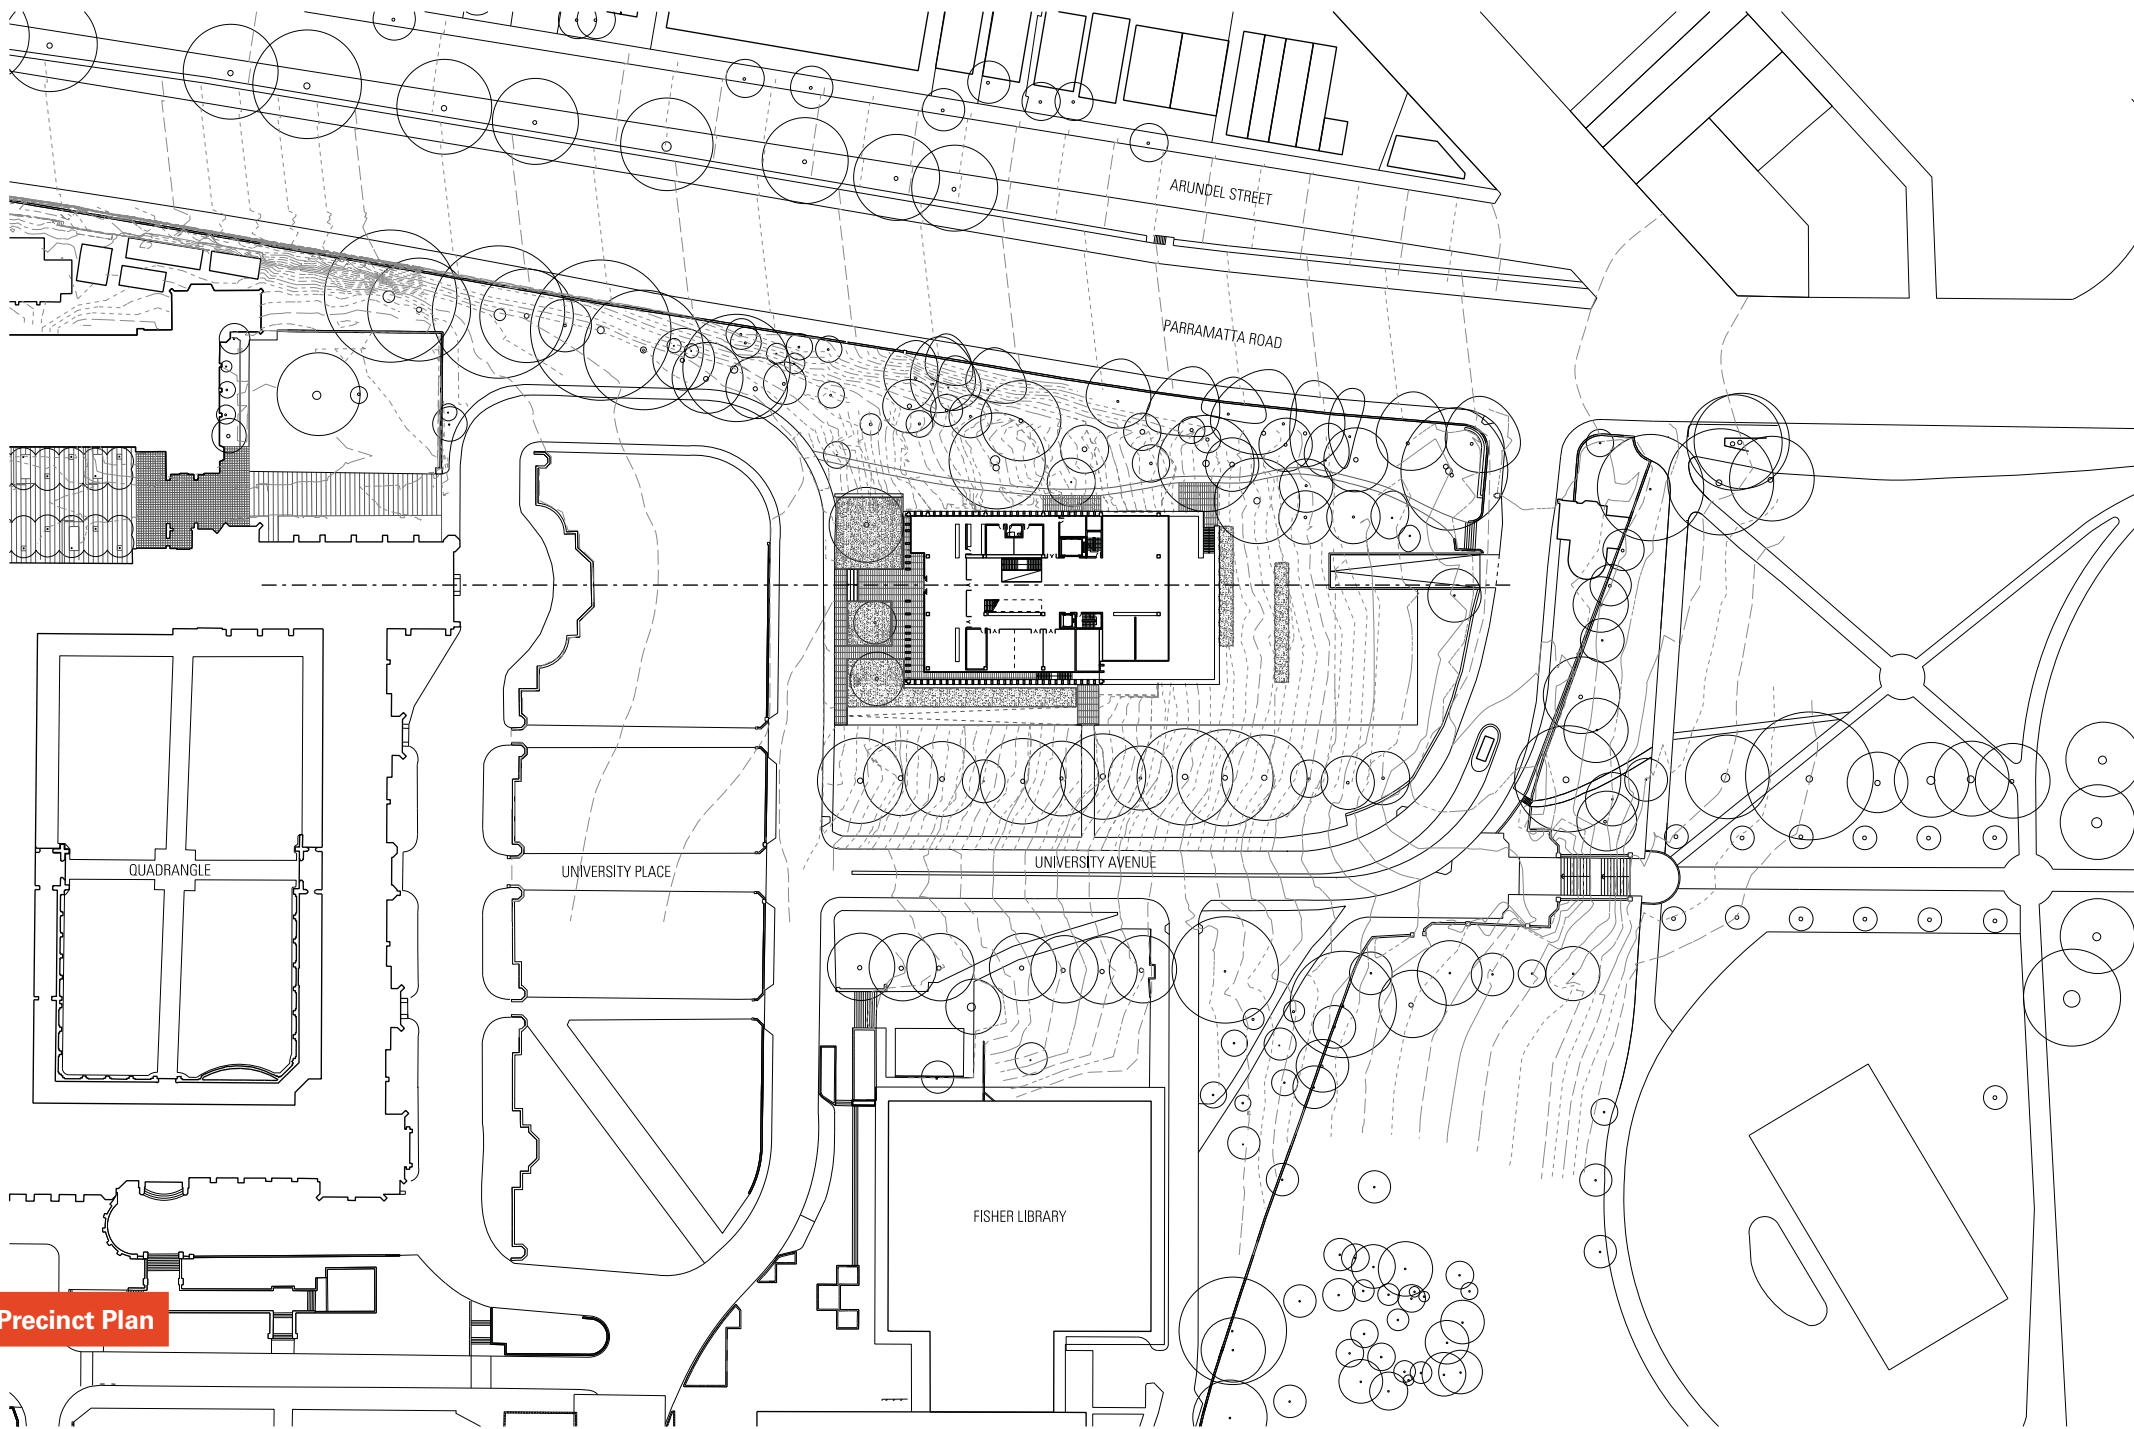 ARUNDEL STREET
PARRAMATTA ROAD
QUADRANGLE
UNIVERSITY PLACE
UNIVERSITY AVENUE
FISHER LIBRARY
Precinct Plan